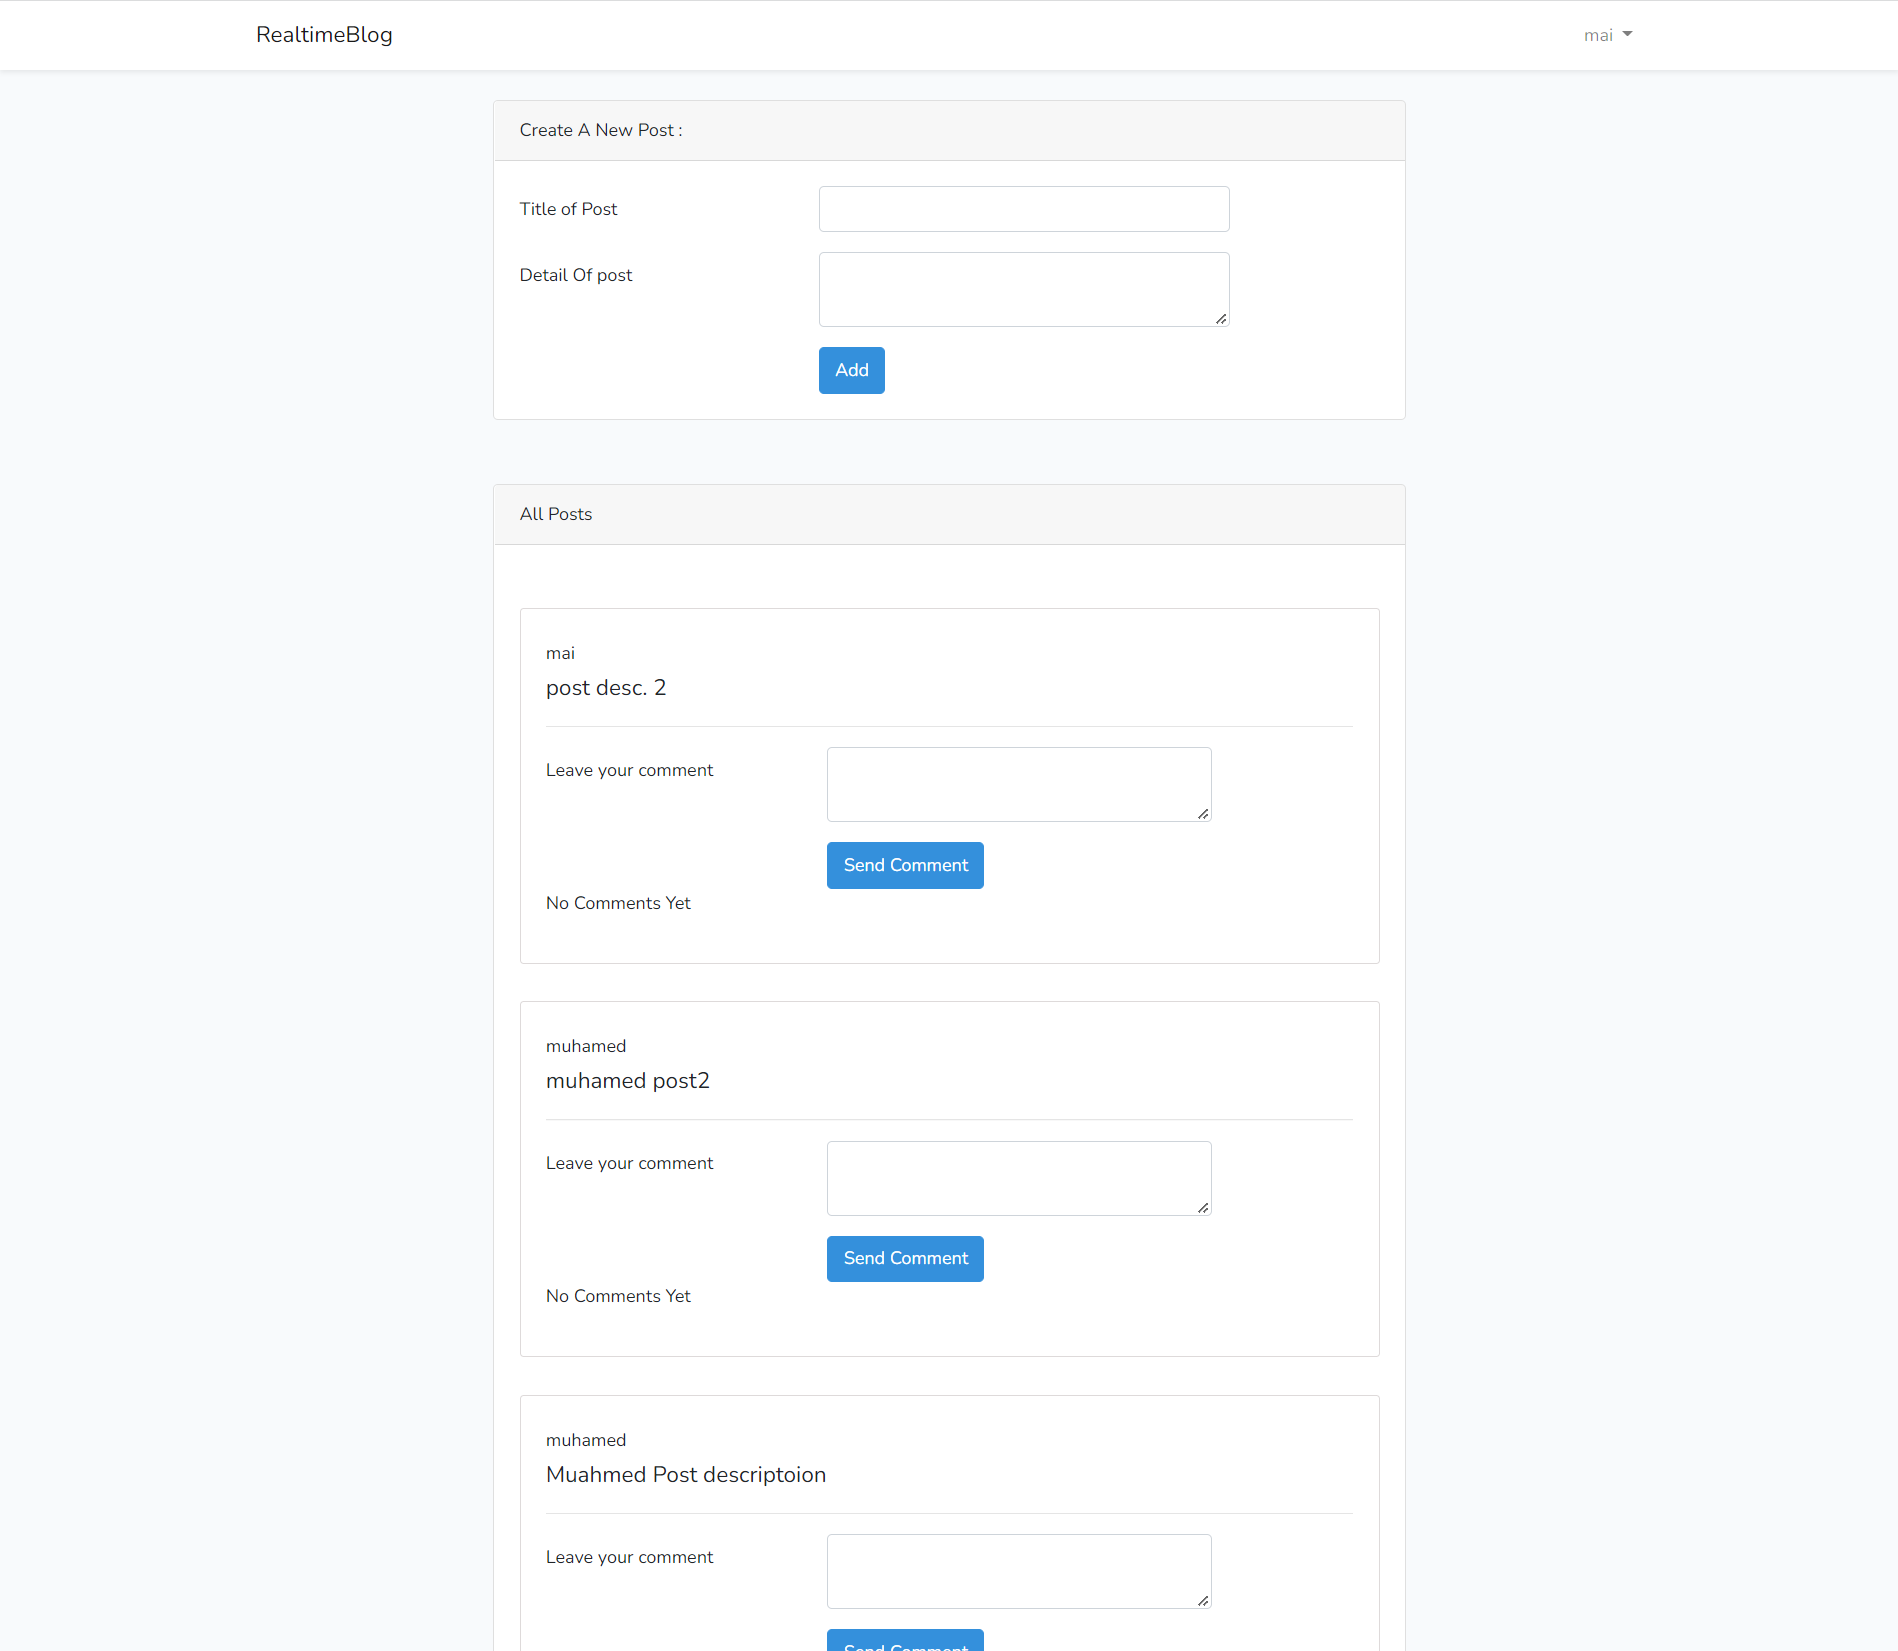 RealtimeBlog
mai
Create A New Post :
Title of Post
Detail Of post
Add
All Posts
mai
post desc. 2
Leave your comment
Send Comment
No Comments Yet
muhamed
muhamed post2
Leave your comment
Send Comment
No Comments Yet
muhamed
Muahmed Post descriptoion
Leave your comment
Send Comment